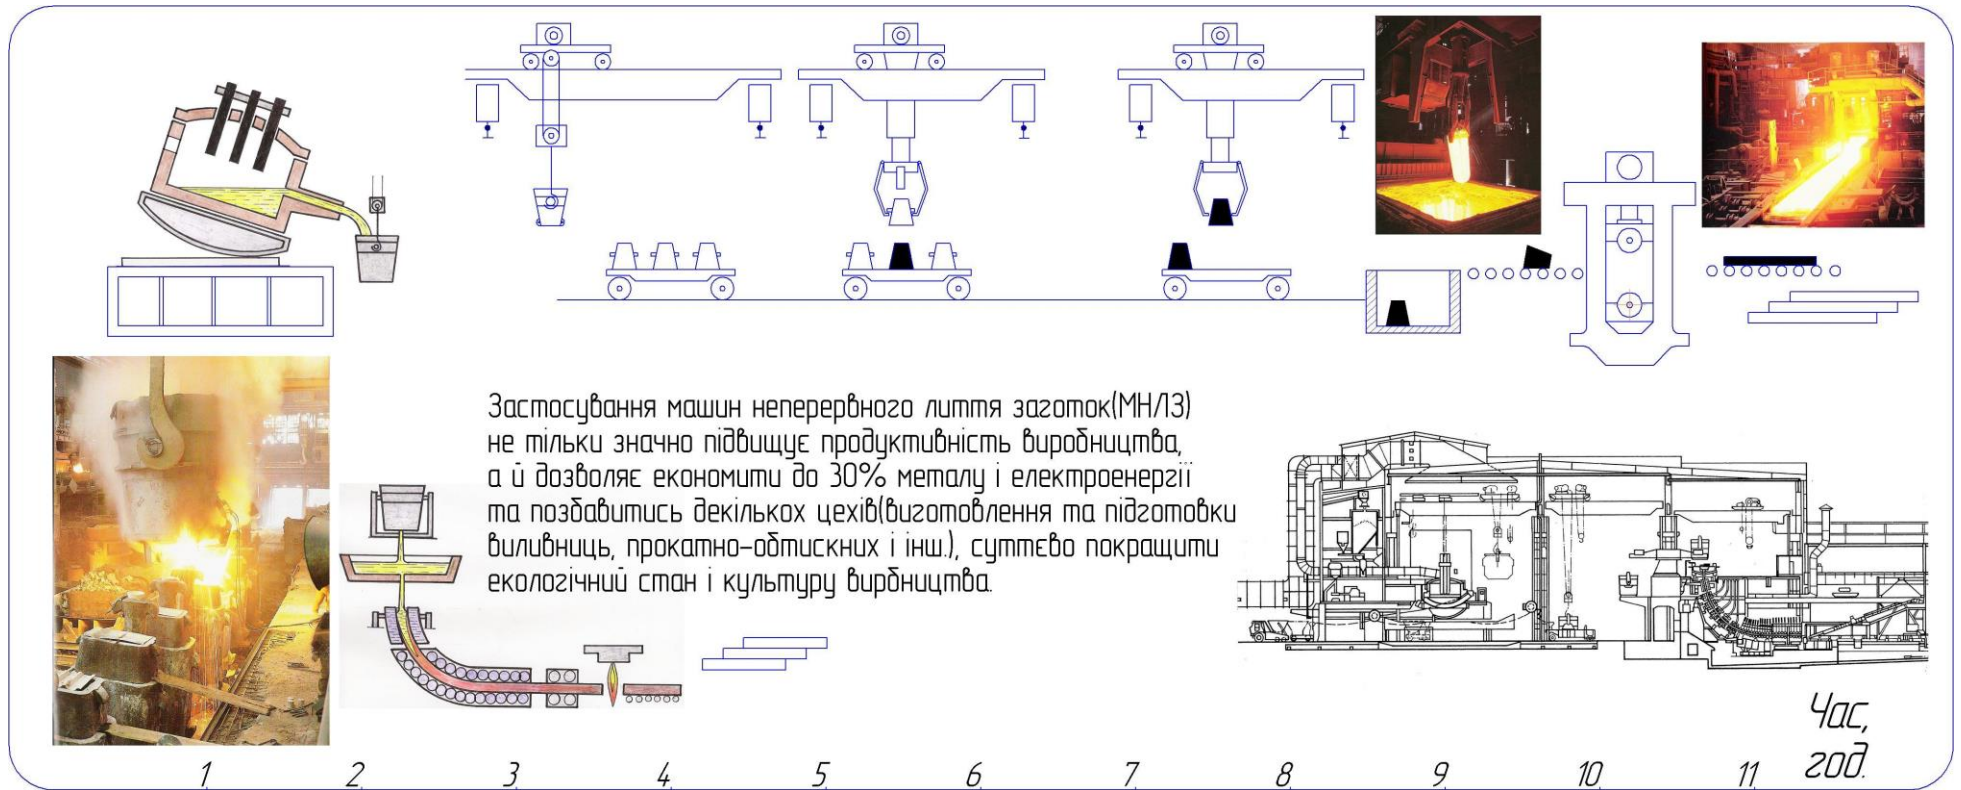 Застосування машин неперервного лиття заготок(МНЛЗ)
не тільки значно підвищує продуктивність виробництва,
а й дозволяє економити до 30% металу і електроенергії
та позбавитись декількох цехів(виготовлення та підготовки
виливниць, прокатно-обтискних і інш.), суттєво покращити
екологічний стан і культуру вирбництва.
Час,
год.
1 2 3 4 5 6 7 8 9 10 11